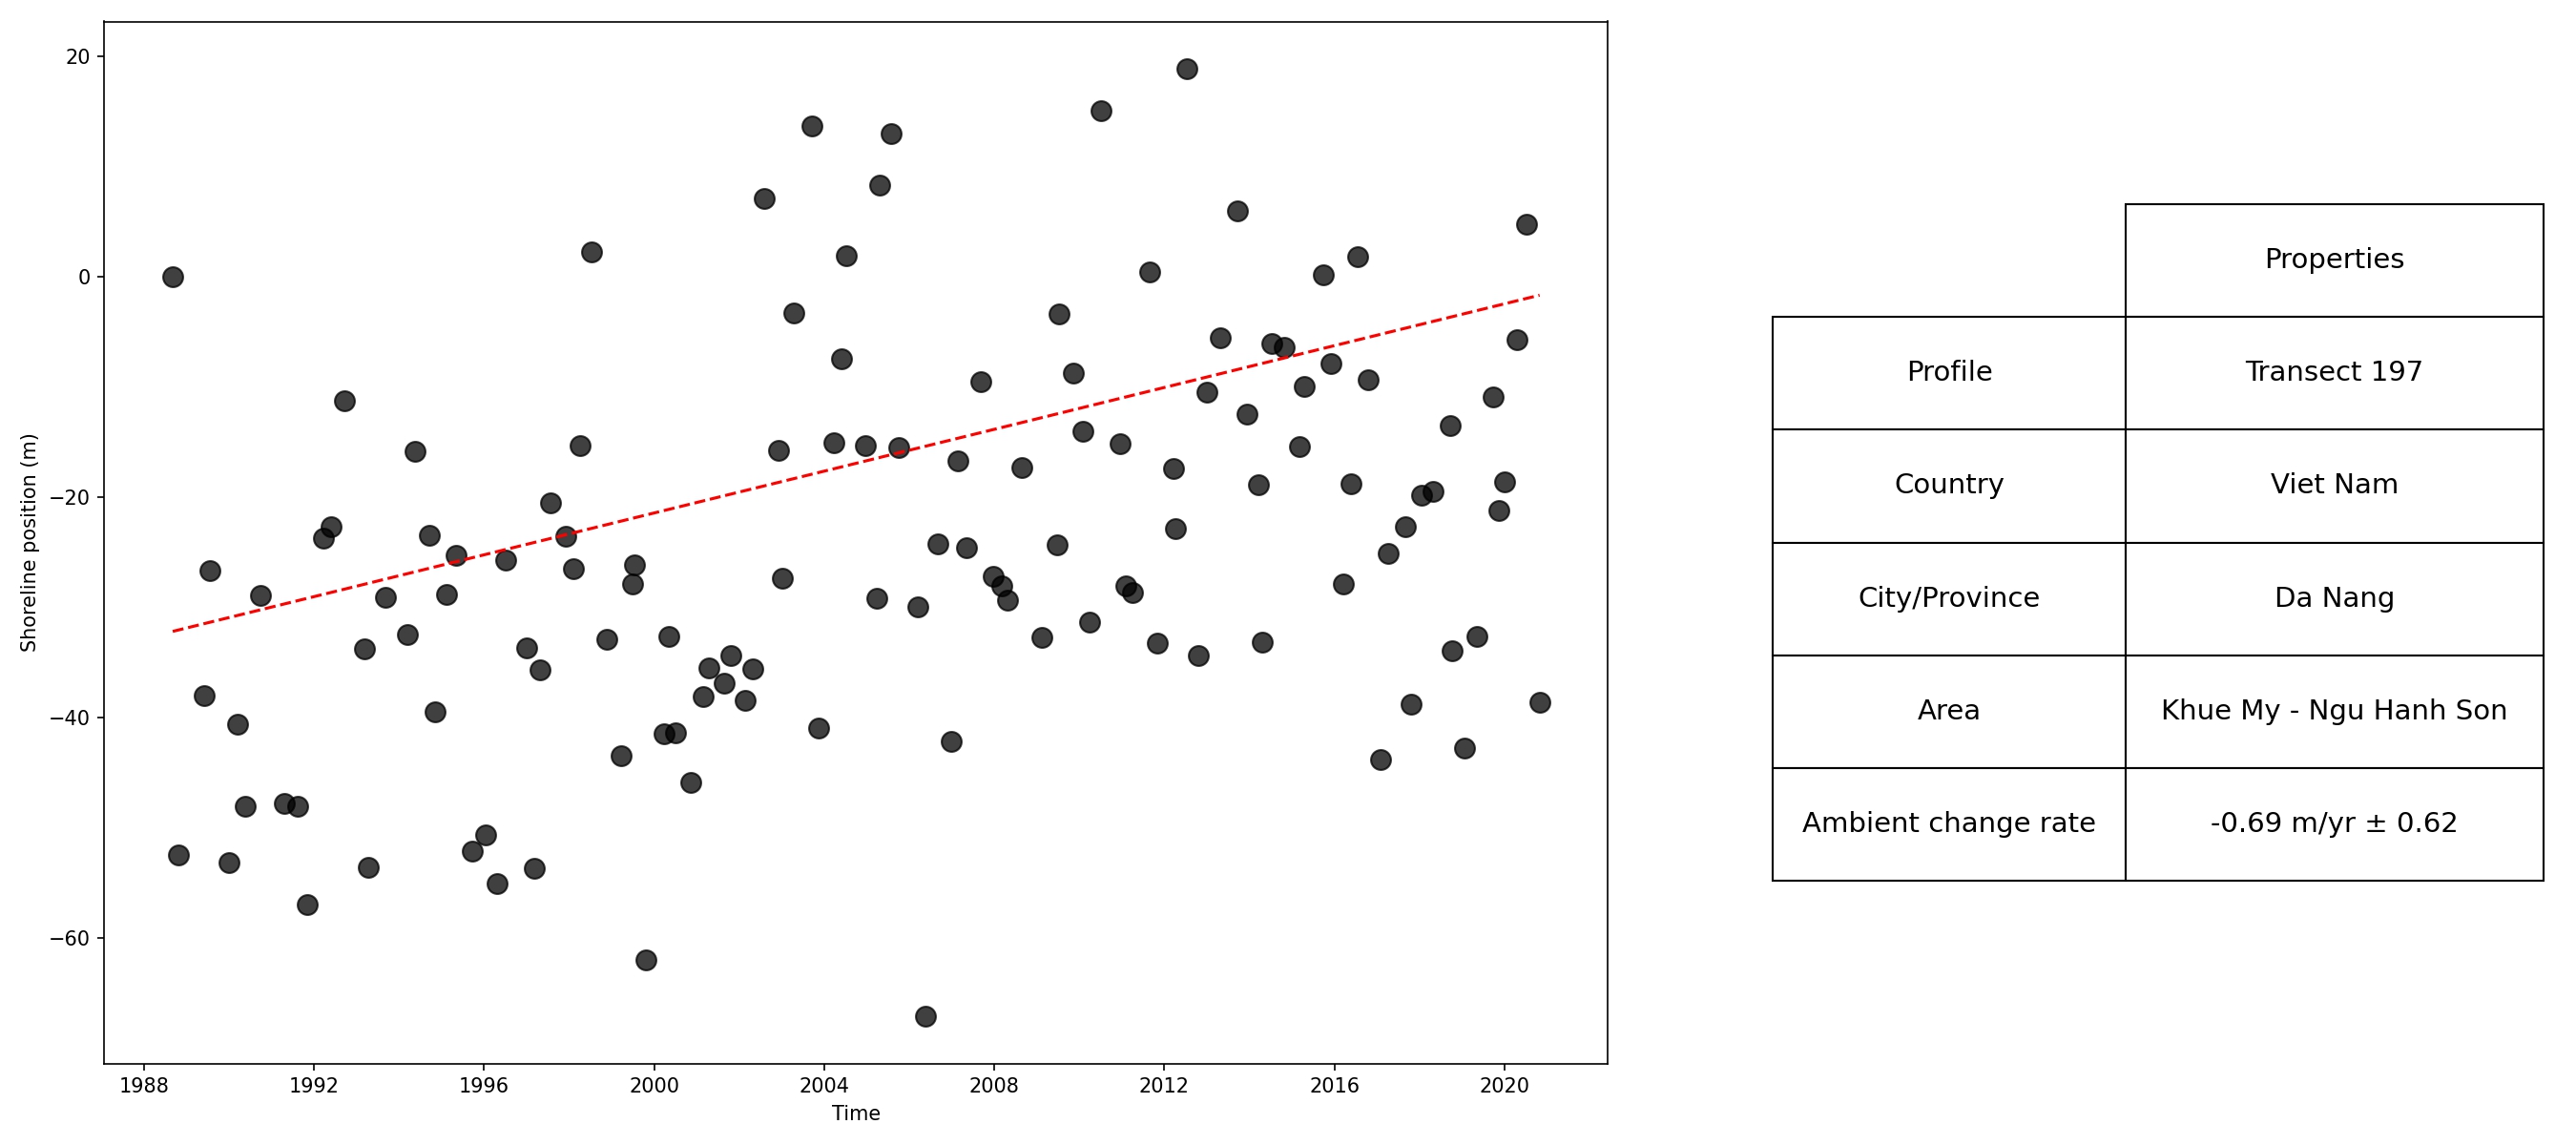 20
0
−20
−40
−60
Shoreline position (m)
1988 1992 1996 2000 2004 2008 2012 2016 2020
Time
Properties
Profile Transect 197
Country Viet Nam
City/Province Da Nang
Area Khue My - Ngu Hanh Son
Ambient change rate -0.69 m/yr ± 0.62